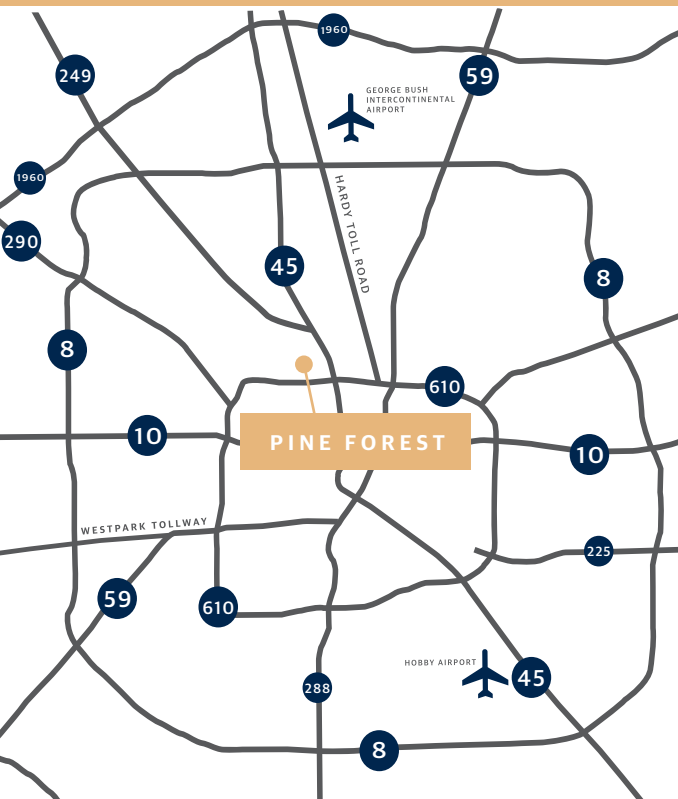 1960
249
59
GEORGE BUSH
INTERCONTINENTAL
AIRPORT
1960
HARDY TOLL ROAD
290
45
8
8
610
10
PINE FOREST
10
WESTPARK TOLLWAY
225
59
610
HOBBY AIRPORT
45
288
8